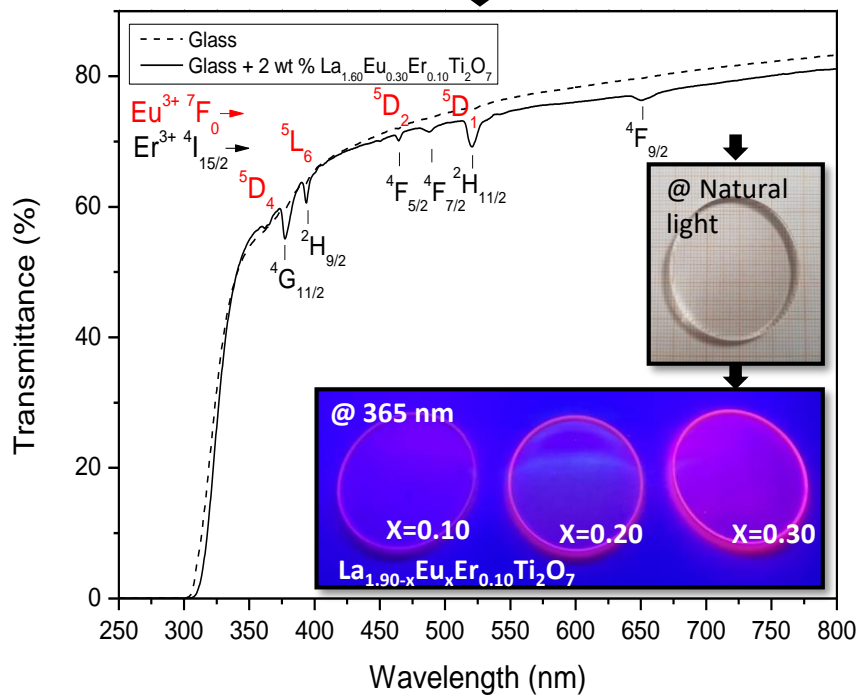 Glass
Glass + 2 wt % La1.60Eu0.30Er0.10Ti2O7
Eu3+ 7F0
Er3+ 4I15/2
5D4
5L6
5D2
5D1
4G11/2
2H9/2
4F5/2
4F7/2
2H11/2
4F9/2
@ Natural
light
@ 365 nm
X=0.10
X=0.20
X=0.30
La1.90-xEuxEr0.10Ti2O7
Transmittance (%)
80
60
40
20
0
250
300
350
400
450
500
550
600
650
700
750
800
Wavelength (nm)